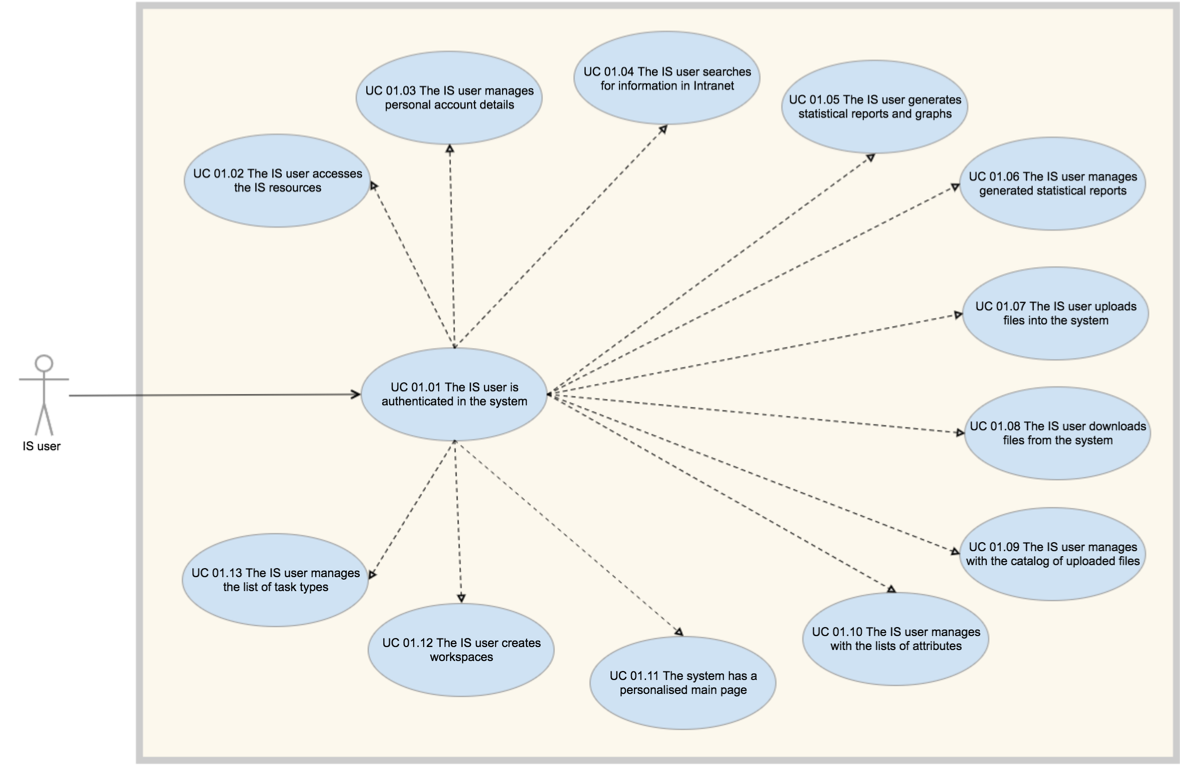 UC 01.04 The IS user searches
for information in Intranet
UC 01.03 The IS user manages
personal account details
UC 01.05 The IS user generates
statistical reports and graphs
UC 01.02 The IS user accesses
the IS resources
UC 01.06 The IS user manages
generated statistical reports
UC 01.07 The IS user uploads
files into the system
UC 01.01 The IS user is
authenticated in the system
IS user
UC 01.08 The IS user downloads
files from the system
UC 01.09 The IS user manages
with the catalog of uploaded files
UC 01.13 The IS user manages
the list of task types
UC 01.10 The IS user manages
with the lists of attributes
UC 01.12 The IS user creates
workspaces
UC 01.11 The system has a
personalised main page